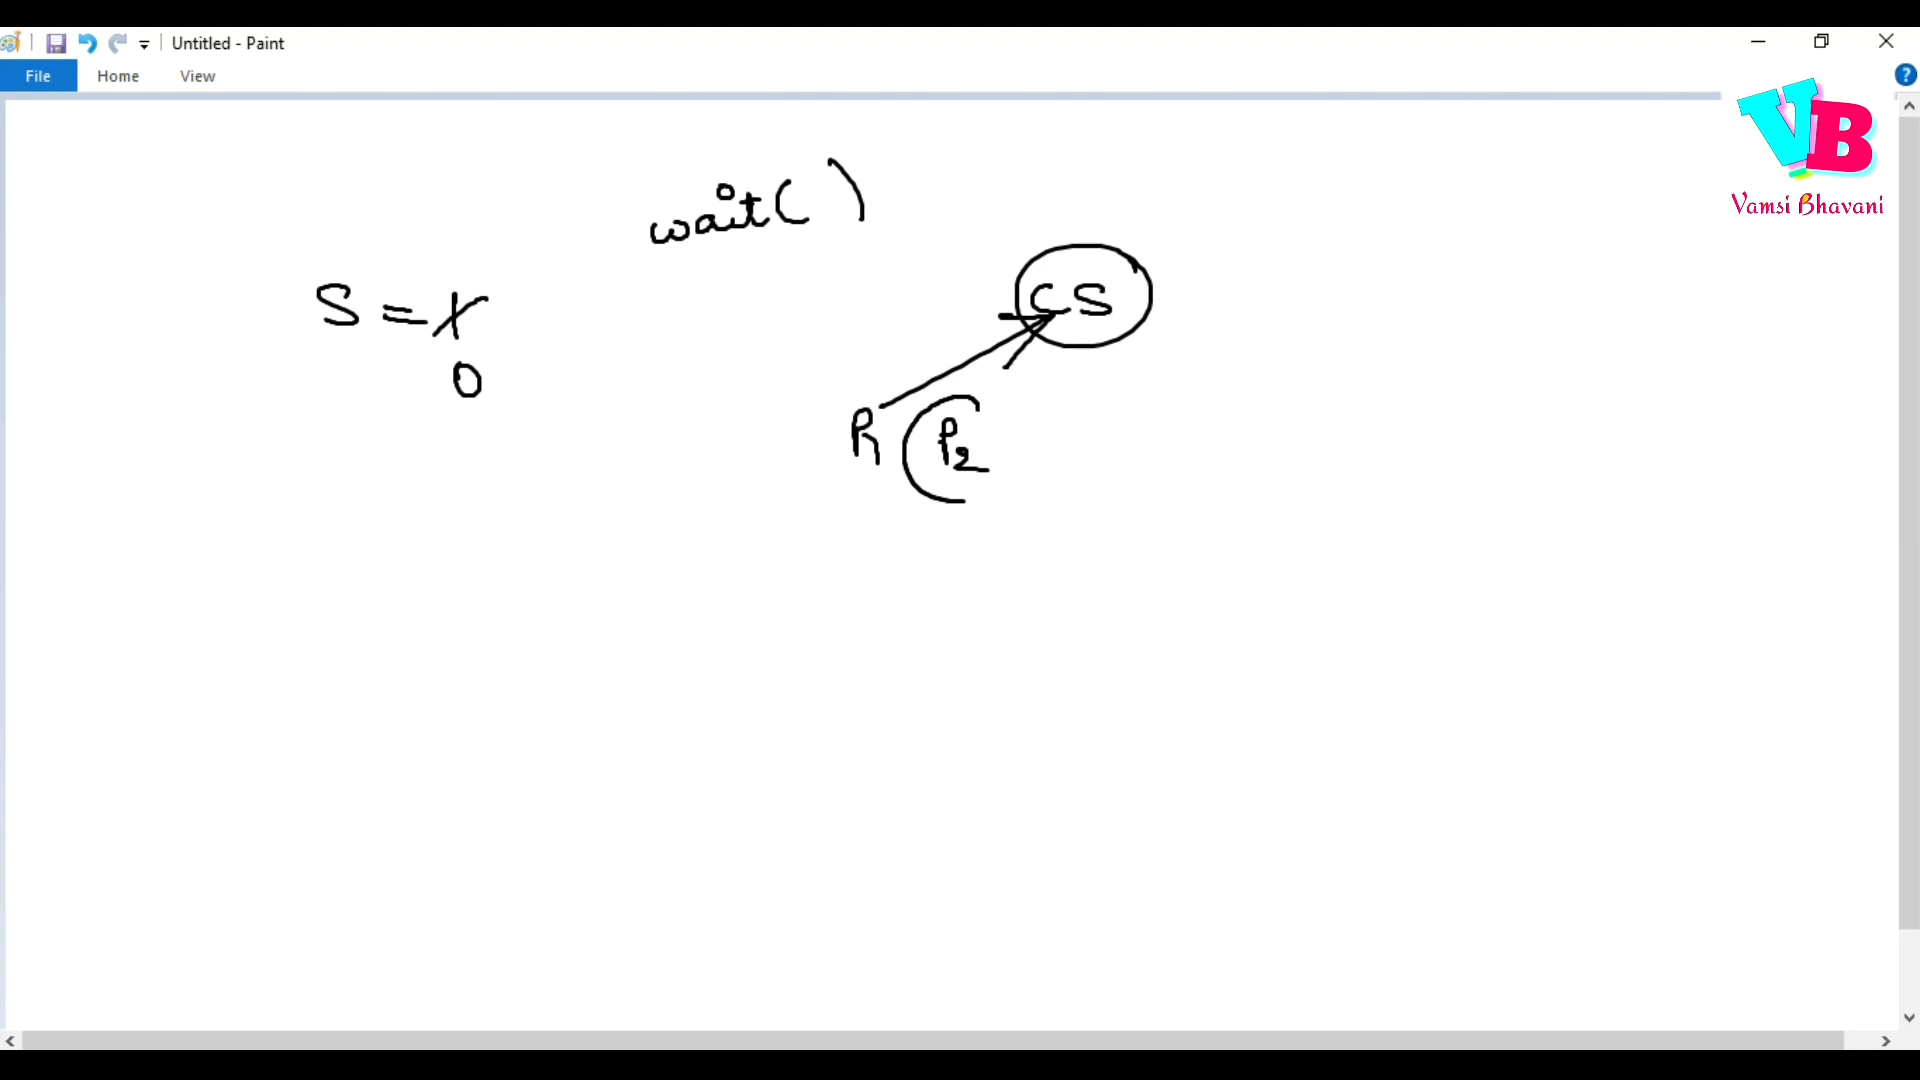 Untitled - Paint
File Home View
VB
Vamsi Bhavani
wait( )
S = 1
CS
0
P1 P2